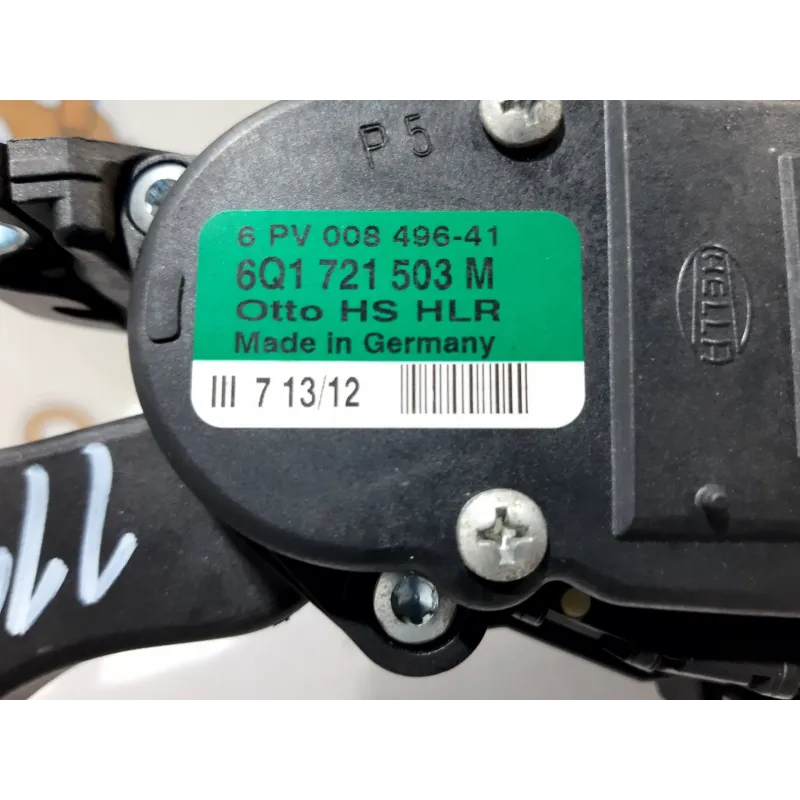 P 5
6 PV 008 496-41
6Q1 721 503 M
Otto HS HLR
Made in Germany
III 7 13/12
HELLA